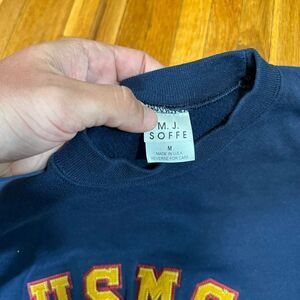 M. J.
SOFFE
M
MADE IN U.S.A.
REVERSE FOR CARE
USMC